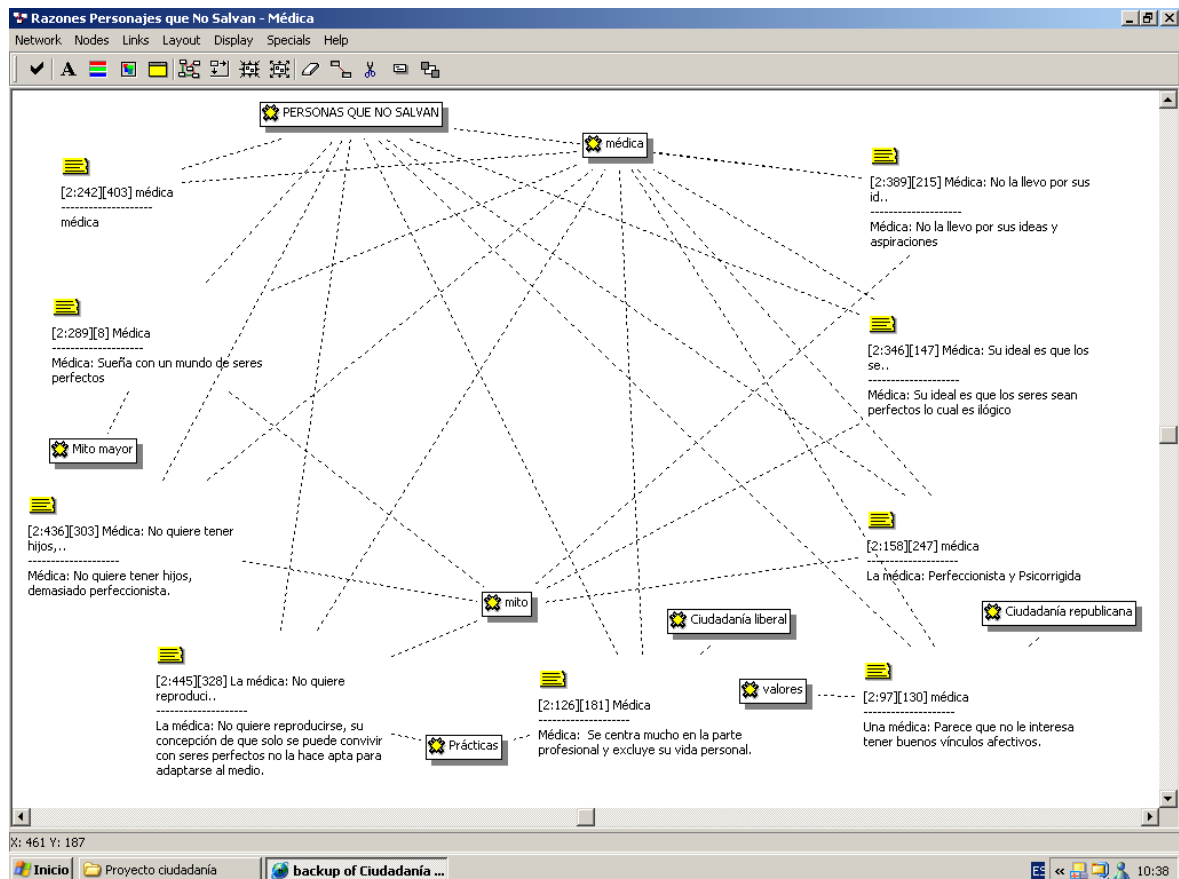 Razones Personajes que No Salvan - Médica
Network Nodes Links Layout Display Specials Help
A
PERSONAS QUE NO SALVAN
médica
[2:242][403] médica
--------------------
médica
[2:389][215] Médica: No la llevo por sus
id..
--------------------
Médica: No la llevo por sus ideas y
aspiraciones
[2:289][8] Médica
--------------------
Médica: Sueña con un mundo de seres
perfectos
[2:346][147] Médica: Su ideal es que los
se..
--------------------
Médica: Su ideal es que los seres sean
perfectos lo cual es ilógico
Mito mayor
[2:436][303] Médica: No quiere tener
hijos,..
--------------------
Médica: No quiere tener hijos,
demasiado perfeccionista.
[2:158][247] médica
--------------------
La médica: Perfeccionista y Psicorrigida
mito
Ciudadanía liberal
Ciudadanía republicana
[2:445][328] La médica: No quiere
reproduci..
--------------------
La médica: No quiere reproducirse, su
concepción de que solo se puede convivir
con seres perfectos no la hace apta para
adaptarse al medio.
Prácticas
[2:126][181] Médica
--------------------
Médica: Se centra mucho en la parte
profesional y excluye su vida personal.
valores
[2:97][130] médica
--------------------
Una médica: Parece que no le interesa
tener buenos vínculos afectivos.
X: 461 Y: 187
Inicio
Proyecto ciudadanía
backup of Ciudadanía ...
ES
«
10:38